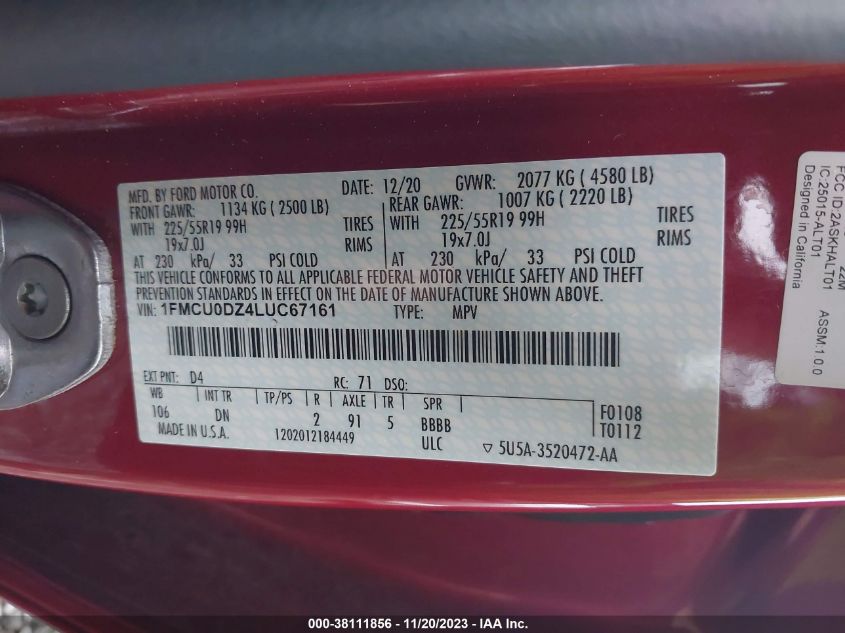 MFD. BY FORD MOTOR CO.
DATE: 12/20 GVWR: 2077 KG ( 4580 LB)
FRONT GAWR: 1134 KG ( 2500 LB)
REAR GAWR: 1007 KG ( 2220 LB)
WITH 225/55R19 99H TIRES
WITH 225/55R19 99H TIRES
19x7.0J RIMS
19x7.0J RIMS
AT 230 kPa/ 33 PSI COLD
AT 230 kPa/ 33 PSI COLD
THIS VEHICLE CONFORMS TO ALL APPLICABLE FEDERAL MOTOR VEHICLE SAFETY AND THEFT
PREVENTION STANDARDS IN EFFECT ON THE DATE OF MANUFACTURE SHOWN ABOVE.
VIN: 1FMCU0DZ4LUC67161 TYPE: MPV
EXT PNT: D4 RC: 71 DSO:
WB INT TR TP/PS R AXLE TR SPR
106 DN 2 91 5 BBBB
F0108
T0112
MADE IN U.S.A. 1202012184449 ULC ▽ 5U5A-3520472-AA
FCC ID:2ASKHALT01
IC:25015-ALT01
Designed in California
22M
ASSM:1.0.0
000-38111856 - 11/20/2023 - IAA Inc.